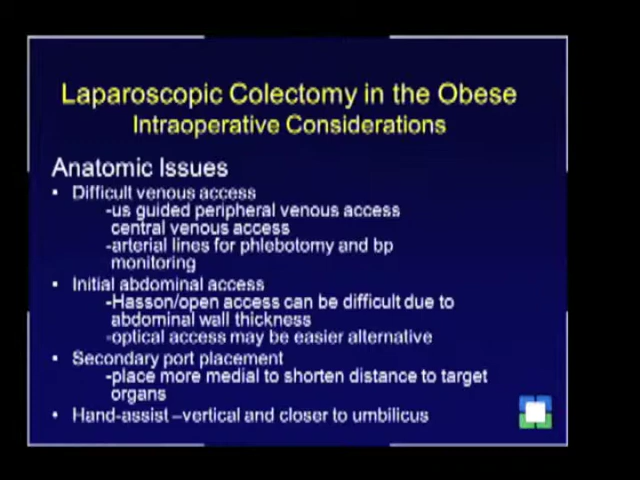 Laparoscopic Colectomy in the Obese
Intraoperative Considerations
Anatomic Issues
• Difficult venous access
-us guided peripheral venous access
central venous access
-arterial lines for phlebotomy and bp
monitoring
• Initial abdominal access
-Hasson/open access can be difficult due to
abdominal wall thickness
-optical access may be easier alternative
• Secondary port placement
-place more medial to shorten distance to target
organs
• Hand-assist –vertical and closer to umbilicus